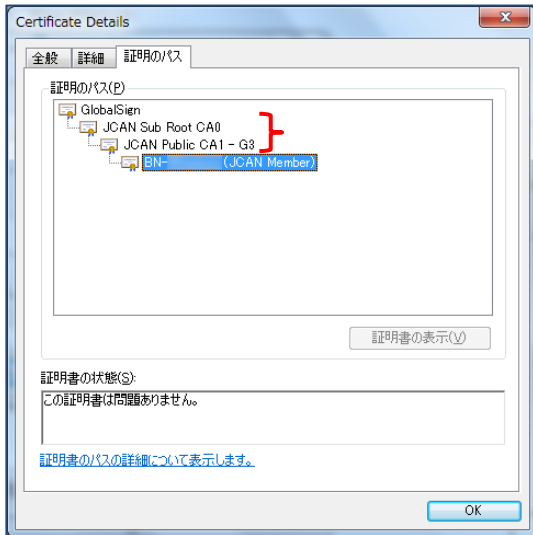 Certificate Details
全般 詳細 証明のパス
証明のパス(P)
GlobalSign
JCAN Sub Root CA0
JCAN Public CA1 - G3
BN- (JCAN Member)
証明書の表示(V)
証明書の状態(S):
この証明書は問題ありません。
証明書のパスの詳細について表示します。
OK